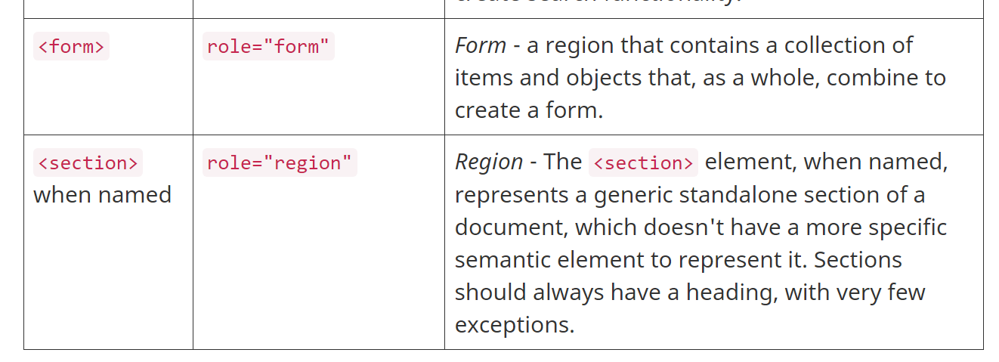 create search functionality.
<form>
role="form"
Form - a region that contains a collection of
items and objects that, as a whole, combine to
create a form.
<section>
when named
role="region"
Region - The <section> element, when named,
represents a generic standalone section of a
document, which doesn't have a more specific
semantic element to represent it. Sections
should always have a heading, with very few
exceptions.